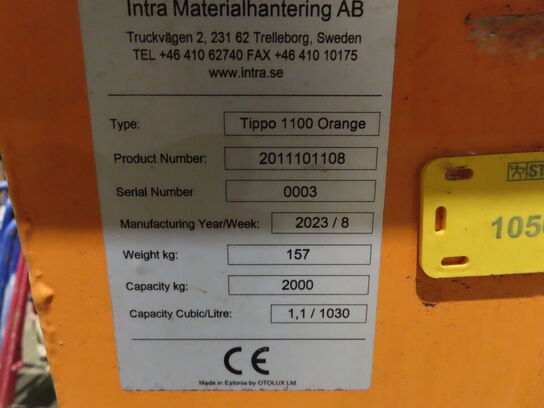 Intra Materialhantering AB
Truckvägen 2, 231 62 Trelleborg, Sweden
TEL +46 410 62740 FAX +46 410 10175
www.intra.se
Type: Tippo 1100 Orange
Product Number: 2011101108
Serial Number 0003
Manufacturing Year/Week: 2023 / 8
Weight kg: 157
Capacity kg: 2000
Capacity Cubic/Litre: 1,1 / 1030
CE
Made in Estonia by OTOLUX Ltd.